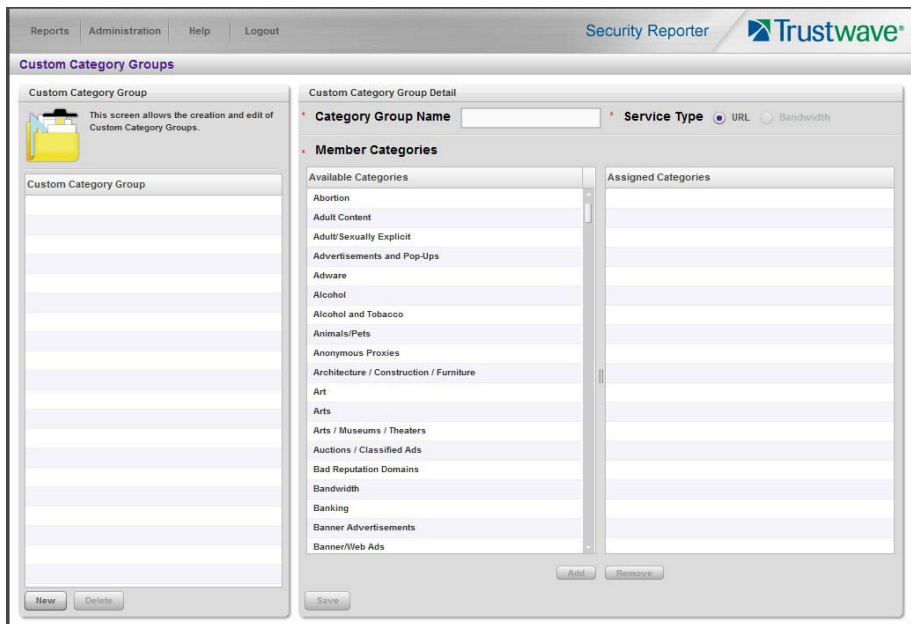 Reports Administration Help Logout
Security Reporter
Trustwave®
Custom Category Groups
Custom Category Group
This screen allows the creation and edit of
Custom Category Groups.
Custom Category Group
New Delete
Custom Category Group Detail
* Category Group Name * Service Type URL Bandwidth
* Member Categories
Available Categories
Abortion
Adult Content
Adult/Sexually Explicit
Advertisements and Pop-Ups
Adware
Alcohol
Alcohol and Tobacco
Animals/Pets
Anonymous Proxies
Architecture / Construction / Furniture
Art
Arts
Arts / Museums / Theaters
Auctions / Classified Ads
Bad Reputation Domains
Bandwidth
Banking
Banner Advertisements
Banner/Web Ads
Assigned Categories
Add Remove
Save